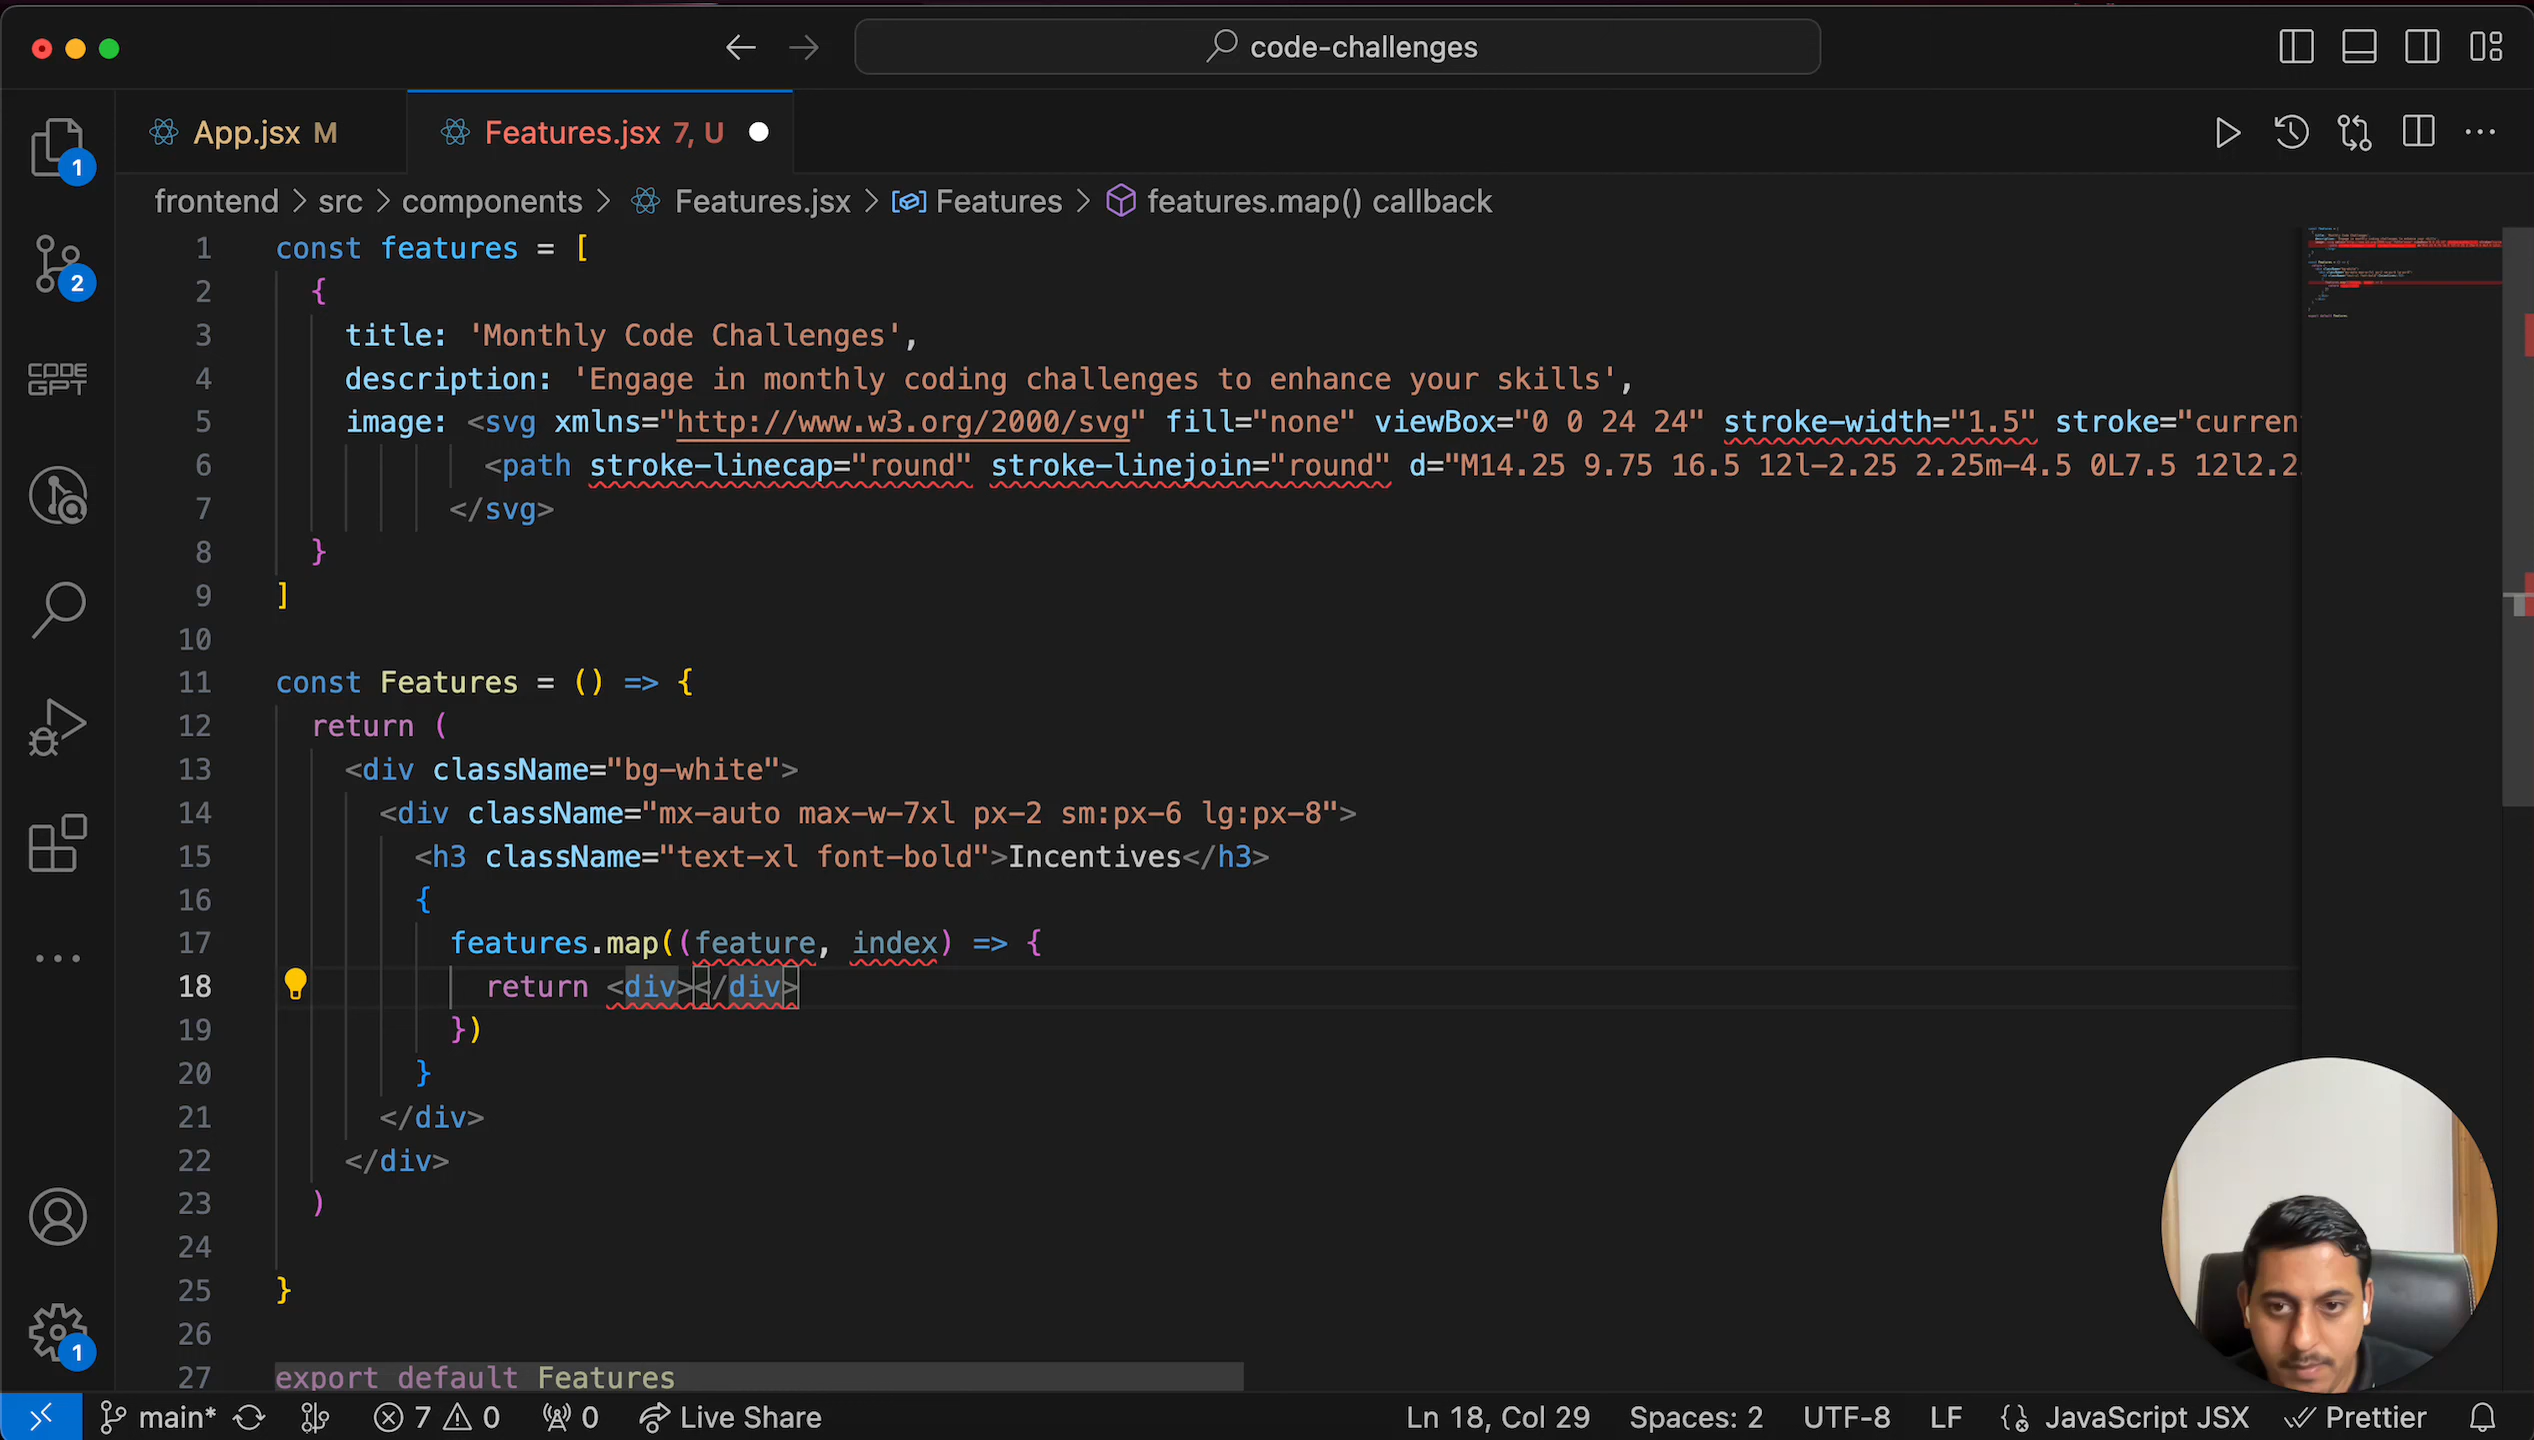 code-challenges
App.jsx M
Features.jsx 7, U
frontend > src > components > Features.jsx > Features > features.map() callback
1
2
CODE
GPT
1
1 const features = [
2 {
3 title: 'Monthly Code Challenges',
4 description: 'Engage in monthly coding challenges to enhance your skills',
5 image: <svg xmlns="http://www.w3.org/2000/svg" fill="none" viewBox="0 0 24 24" stroke-width="1.5" stroke="curren
6 <path stroke-linecap="round" stroke-linejoin="round" d="M14.25 9.75 16.5 12l-2.25 2.25m-4.5 0L7.5 12l2.2
7 </svg>
8 }
9 ]
10
11 const Features = () => {
12 return (
13 <div className="bg-white">
14 <div className="mx-auto max-w-7xl px-2 sm:px-6 lg:px-8">
15 <h3 className="text-xl font-bold">Incentives</h3>
16 {
17 features.map((feature, index) => {
18 return <div></div>
19 })
20 }
21 </div>
22 </div>
23 )
24
25 }
26
27 export default Features
main* 7 0 0 Live Share Ln 18, Col 29 Spaces: 2 UTF-8 LF JavaScript JSX Prettier